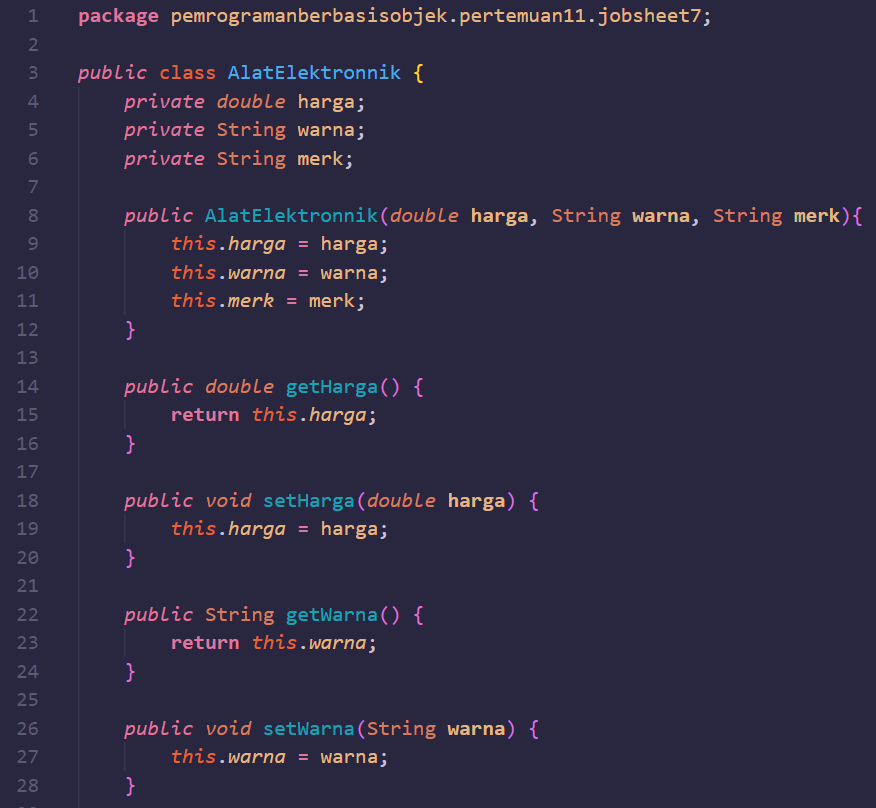 1 package pemrogramanberbasisobjek.pertemuan11.jobsheet7;
2
3 public class AlatElektronnik {
4     private double harga;
5     private String warna;
6     private String merk;
7
8     public AlatElektronnik(double harga, String warna, String merk){
9         this.harga = harga;
10         this.warna = warna;
11         this.merk = merk;
12     }
13
14     public double getHarga() {
15         return this.harga;
16     }
17
18     public void setHarga(double harga) {
19         this.harga = harga;
20     }
21
22     public String getWarna() {
23         return this.warna;
24     }
25
26     public void setWarna(String warna) {
27         this.warna = warna;
28     }